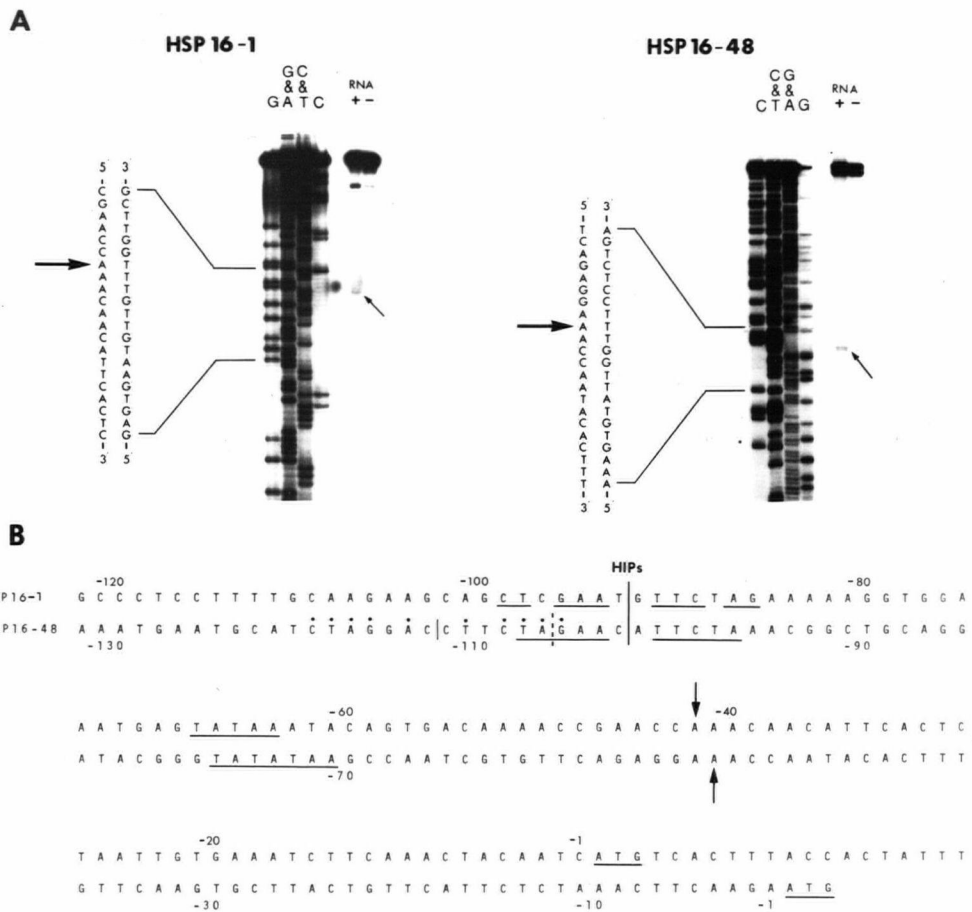 A
HSP 16-1
G C
& &
G A T C
RNA
+ -
5' 3'
C G
G C
A T
A T
C G
C G
A T
A T
A T
C G
A T
A T
C G
A T
T A
T A
C G
A T
C G
T A
C G
3' 5'
HSP 16-48
C G
& &
C T A G
RNA
+ -
5' 3'
T A
C G
A T
G C
A T
G C
G C
A T
A T
A T
C G
C G
A T
A T
T A
A T
C G
A T
C G
T A
T A
T A
3' 5'
B
HIPs
-120 -100 -80
P16-1 G C C C T C C T T T T G C A A G A A G C A G C T C G A A T G T T C T A G A A A A A G G T G G A
P16-48 A A A T G A A T G C A T C T A G G A C C T T C T A G A A C A T T C T A A A C G G C T G C A G G
-130 -110 -90
-60 -40
A A T G A G T A T A A A T A C A G T G A C A A A A C C G A A C C A A A C A A C A T T C A C T C
A T A C G G G T A T A T A A G C C A A T C G T G T T C A G A G G A A A C C A A T A C A C T T T
-70
-20 -1
T A A T T G T G A A A T C T T C A A A C T A C A A T C A T G T C A C T T T A C C A C T A T T T
G T T C A A G T G C T T A C T G T T C A T T C T C T A A A C T T C A A G A A T G
-30 -10 -1